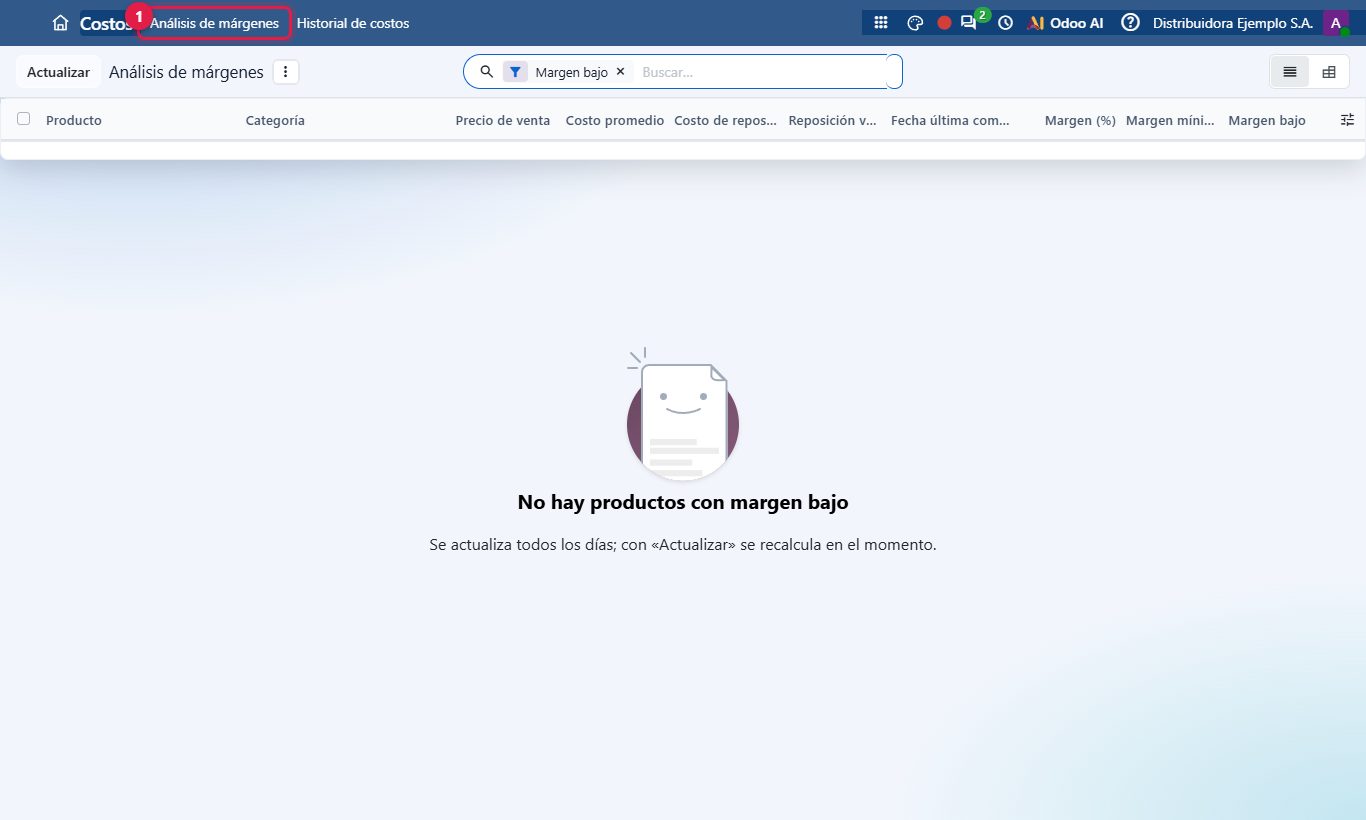 Costos
1
Análisis de márgenes
Historial de costos
2
Odoo AI
Distribuidora Ejemplo S.A.
A
Actualizar
Análisis de márgenes
Margen bajo
Buscar...
Producto
Categoría
Precio de venta
Costo promedio
Costo de repos...
Reposición v...
Fecha última com...
Margen (%)
Margen míni...
Margen bajo
No hay productos con margen bajo
Se actualiza todos los días; con «Actualizar» se recalcula en el momento.